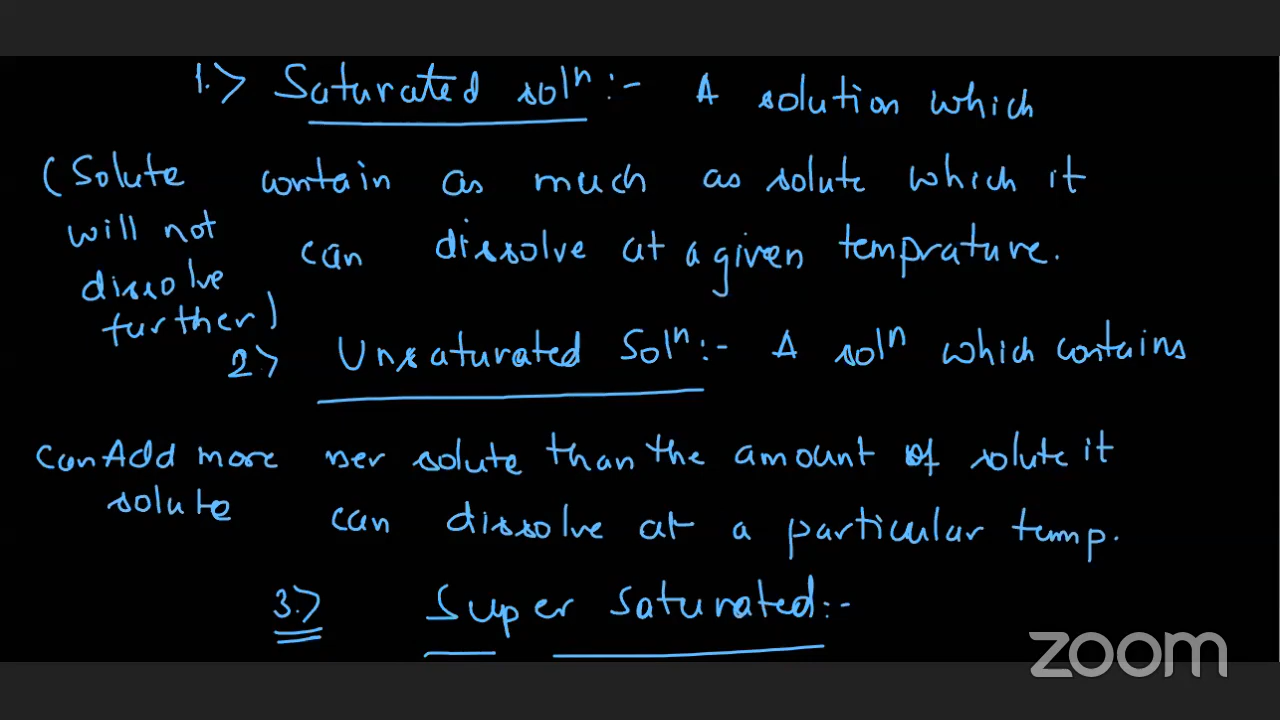 1.> Saturated solⁿ:- A solution which
(Solute contain as much as solute which it
will not
can dissolve at a given temprature.
dissolve
further)
2.> Unsaturated Solⁿ:- A solⁿ which contains
can Add more solute than the amount of solute it
solute can dissolve at a particular temp.
3.> Super saturated:-
zoom